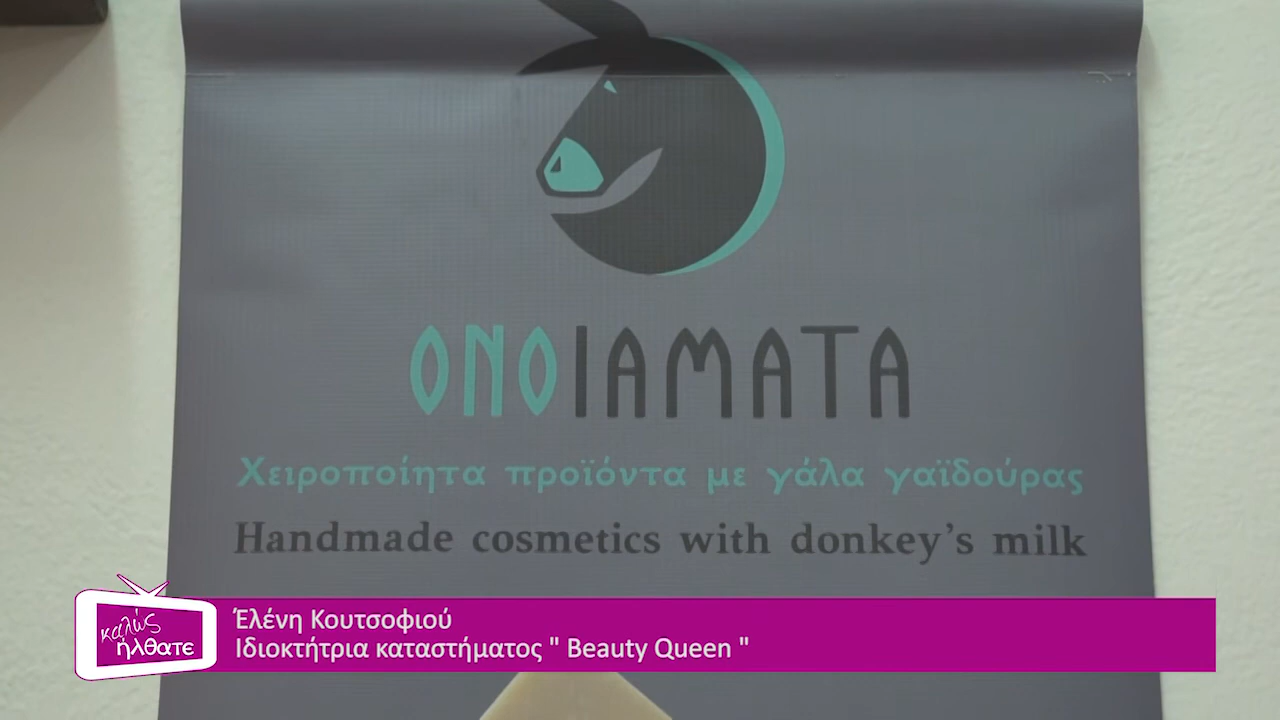 ΟΝΟΙΑΜΑΤΑ
Χειροποίητα προϊόντα με γάλα γαϊδούρας
Handmade cosmetics with donkey's milk
καλώς
ήλθατε
Έλένη Κουτσοφιού
Ιδιοκτήτρια καταστήματος " Beauty Queen "